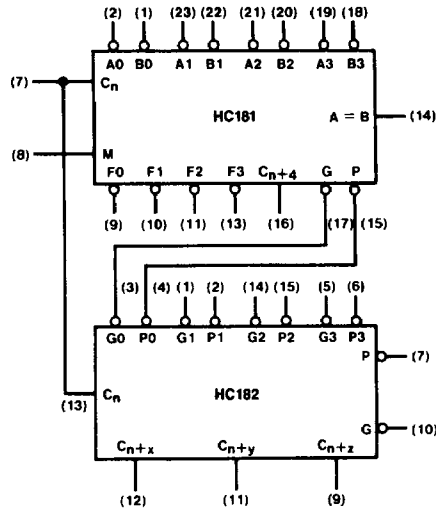 (2) (1) (23) (22) (21) (20) (19) (18)
A0 B0 A1 B1 A2 B2 A3 B3
(7) Cn
HC181 A = B (14)
(8) M
F0 F1 F2 F3 Cn+4 G P
(9) (10) (11) (13) (16) (17) (15)
(3) (4) (1) (2) (14) (15) (5) (6)
G0 P0 G1 P1 G2 P2 G3 P3
P (7)
(13) Cn HC182
G (10)
Cn+x Cn+y Cn+z
(12) (11) (9)